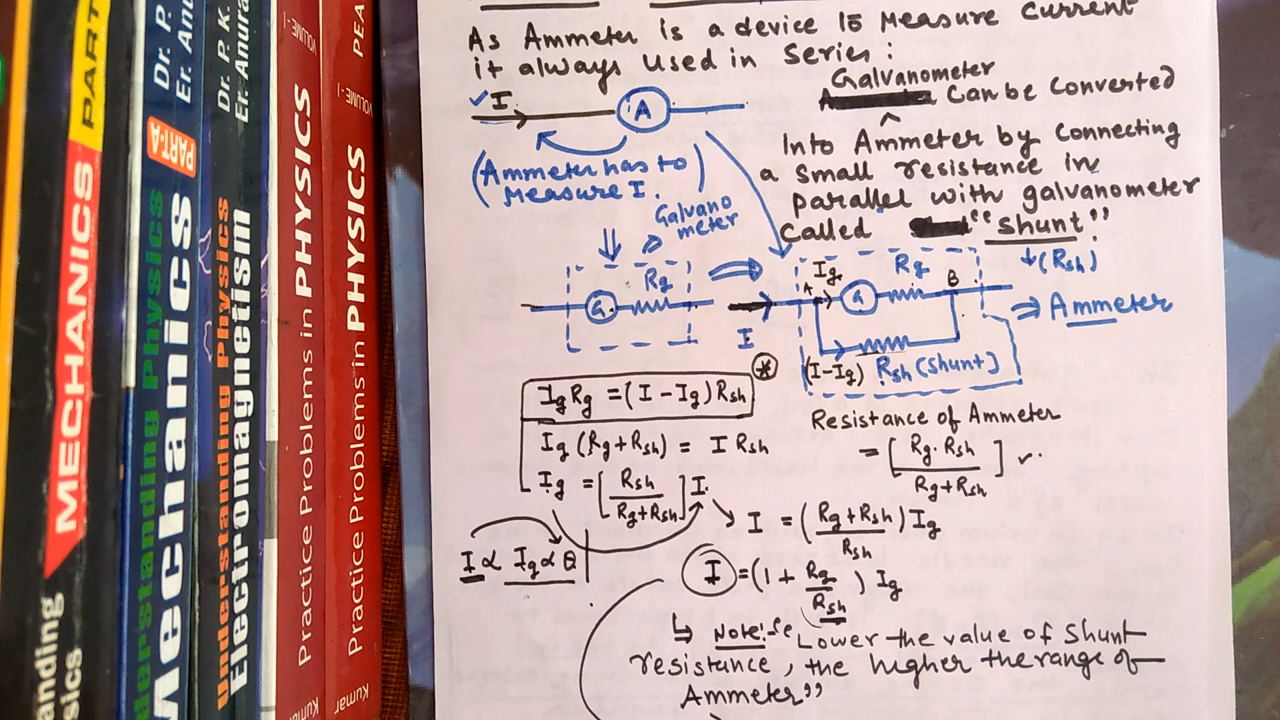 MECHANICS
PART
anding
sics
Dr. P.
Er. Anu
PART-A
derstanding Physics
Mechanics
Dr. P. K.
Er. Anura
Understanding Physics
Electromagnetism
VOLUME - I
Practice Problems in PHYSICS
Kumar
PEA
VOLUME - I
Practice Problems in PHYSICS
Kumar
As Ammeter is a device to measure current
it always used in Series:
I
A
(Ammeter has to
measure I.)
Galvanometer
can be converted
Into Ammeter by connecting
a small resistance in
parallel with galvanometer
called "Shunt".
(Rsh)
Galvano
meter
G
Rg
I
A
Ig
G
Rg
B
(I-Ig)
Rsh (shunt)
⇒ Ammeter
Ig Rg = (I - Ig) Rsh
*
Ig (Rg + Rsh) = I Rsh
Ig = [Rsh / (Rg + Rsh)] I
I ∝ Ig ∝ θ
Resistance of Ammeter
= [Rg . Rsh / (Rg + Rsh)] ✓.
I = ((Rg + Rsh) / Rsh) Ig
I = (1 + Rg / Rsh) Ig
↳ Note: "Lower the value of shunt
resistance, the higher the range of
Ammeter"